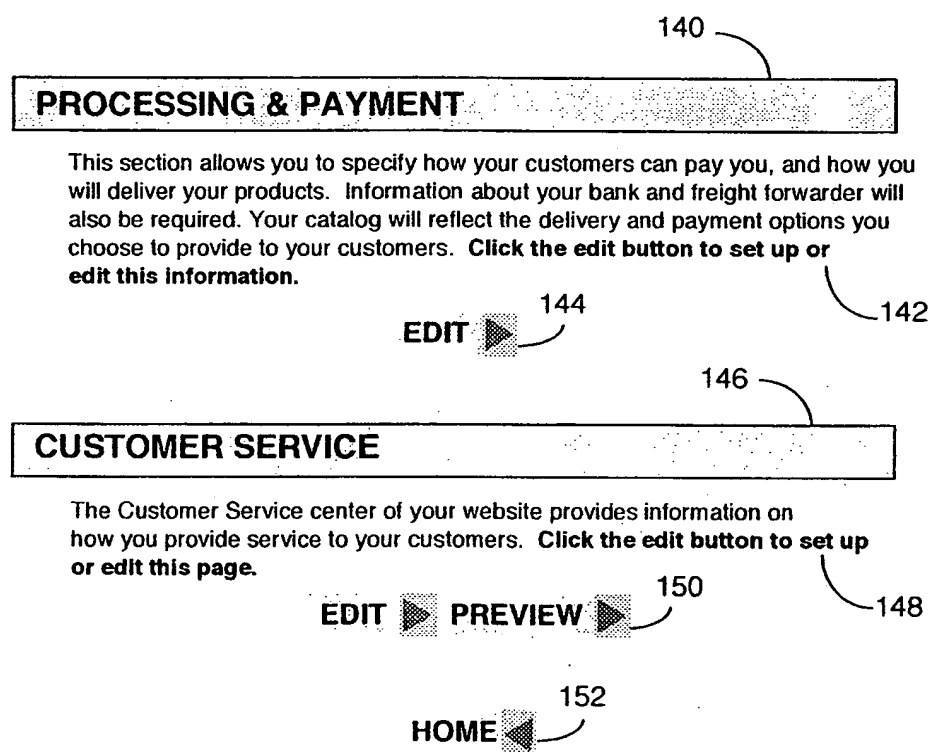 140
PROCESSING & PAYMENT
This section allows you to specify how your customers can pay you, and how you
will deliver your products. Information about your bank and freight forwarder will
also be required. Your catalog will reflect the delivery and payment options you
choose to provide to your customers. Click the edit button to set up or
edit this information.
142
144
EDIT
146
CUSTOMER SERVICE
The Customer Service center of your website provides information on
how you provide service to your customers. Click the edit button to set up
or edit this page.
148
150
EDIT PREVIEW
152
HOME